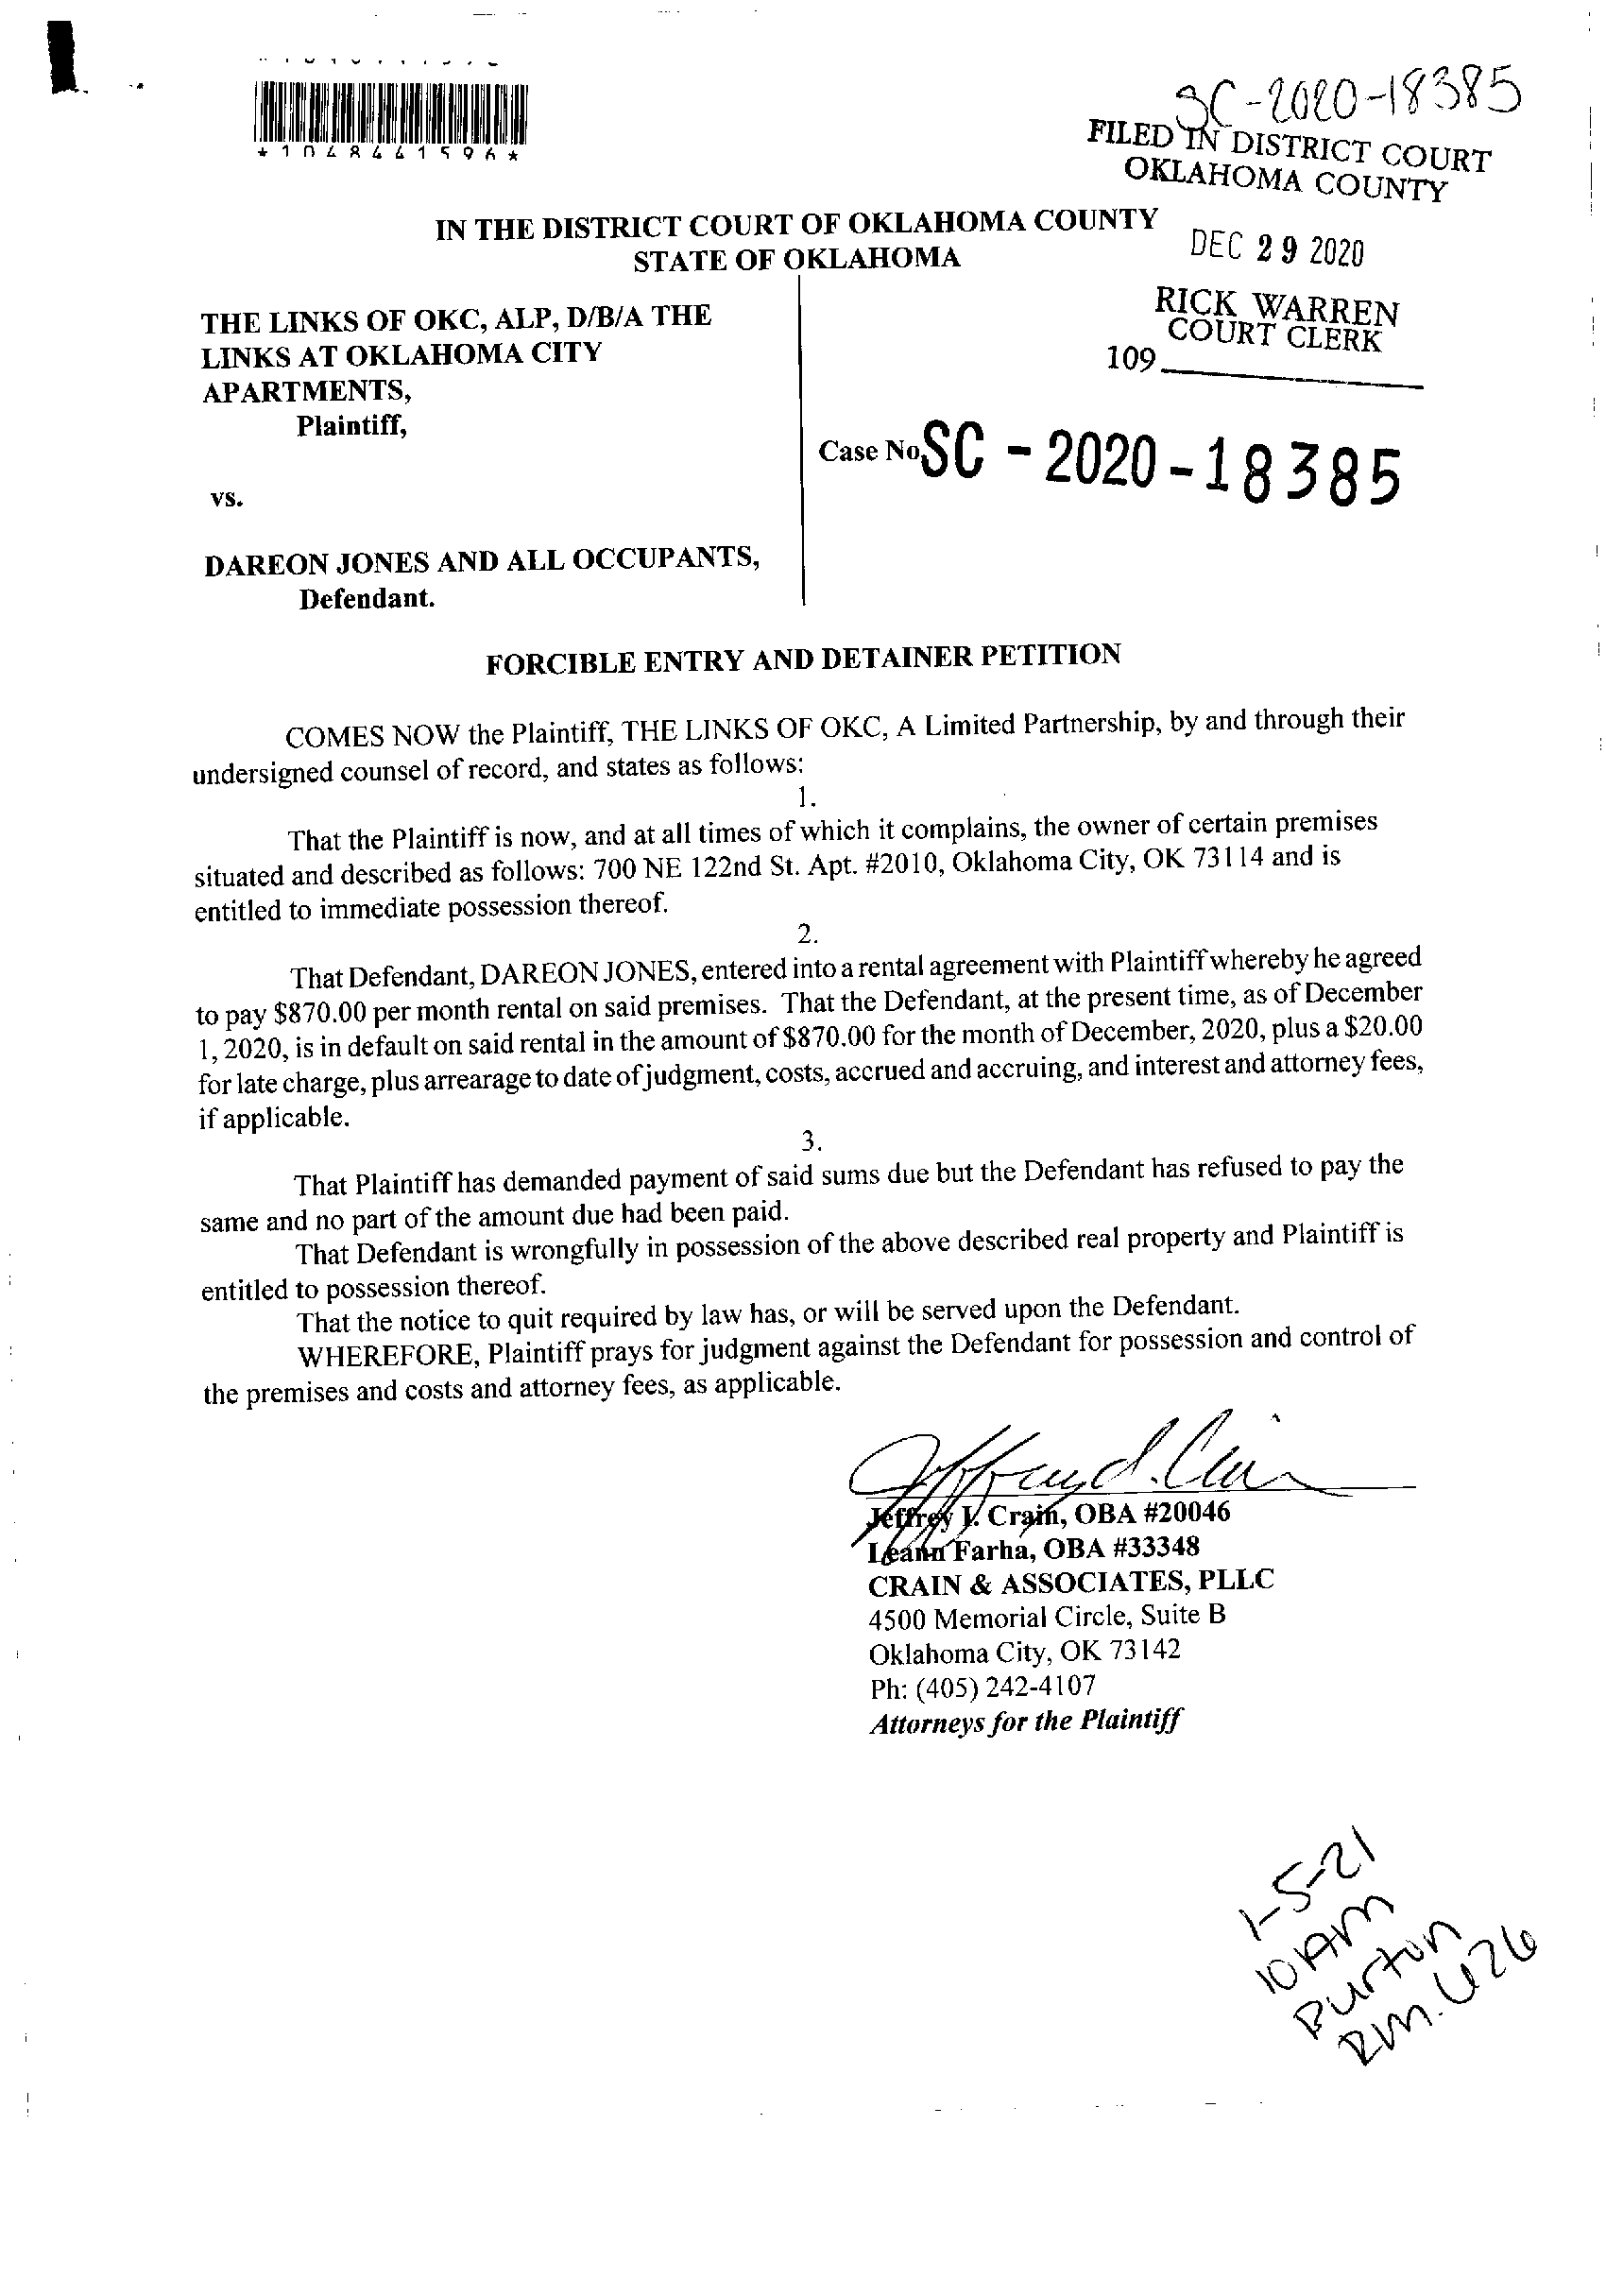 SC-2020-18385
FILED IN DISTRICT COURT
OKLAHOMA COUNTY
*1048441596*
IN THE DISTRICT COURT OF OKLAHOMA COUNTY
STATE OF OKLAHOMA
DEC 29 2020
RICK WARREN
COURT CLERK
109
THE LINKS OF OKC, ALP, D/B/A THE
LINKS AT OKLAHOMA CITY
APARTMENTS,
Plaintiff,
Case No. SC - 2020 - 18385
vs.
DAREON JONES AND ALL OCCUPANTS,
Defendant.
FORCIBLE ENTRY AND DETAINER PETITION
COMES NOW the Plaintiff, THE LINKS OF OKC, A Limited Partnership, by and through their
undersigned counsel of record, and states as follows:
1.
That the Plaintiff is now, and at all times of which it complains, the owner of certain premises
situated and described as follows: 700 NE 122nd St. Apt. #2010, Oklahoma City, OK 73114 and is
entitled to immediate possession thereof.
2.
That Defendant, DAREON JONES, entered into a rental agreement with Plaintiff whereby he agreed
to pay $870.00 per month rental on said premises. That the Defendant, at the present time, as of December
1, 2020, is in default on said rental in the amount of $870.00 for the month of December, 2020, plus a $20.00
for late charge, plus arrearage to date of judgment, costs, accrued and accruing, and interest and attorney fees,
if applicable.
3.
That Plaintiff has demanded payment of said sums due but the Defendant has refused to pay the
same and no part of the amount due had been paid.
That Defendant is wrongfully in possession of the above described real property and Plaintiff is
entitled to possession thereof.
That the notice to quit required by law has, or will be served upon the Defendant.
WHEREFORE, Plaintiff prays for judgment against the Defendant for possession and control of
the premises and costs and attorney fees, as applicable.
Jeffrey J. Crain, OBA #20046
Leann Farha, OBA #33348
CRAIN & ASSOCIATES, PLLC
4500 Memorial Circle, Suite B
Oklahoma City, OK 73142
Ph: (405) 242-4107
Attorneys for the Plaintiff
1-5-21
10 AM
Burton
RM. 426